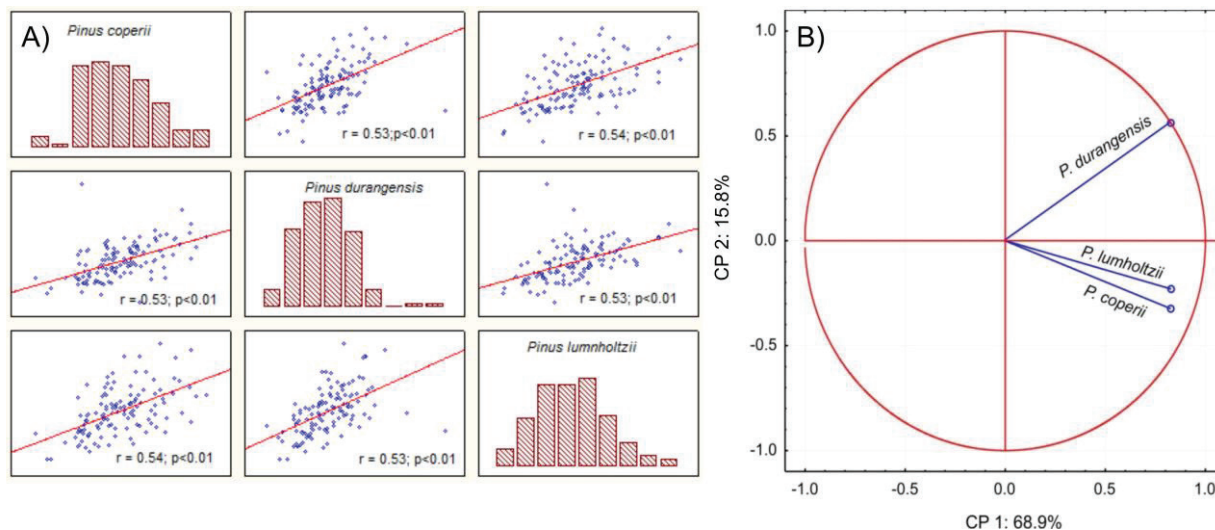 A)
Pinus coperii
r = 0.53;p<0.01
r = 0.54; p<0.01
Pinus durangensis
r = 0.53; p<0.01
r = 0.53; p<0.01
Pinus lumnholtzii
r = 0.54; p<0.01
r = 0.53; p<0.01
B)
1.0
0.5
0.0
-0.5
-1.0
CP 2: 15.8%
P. durangensis
P. lumholtzii
P. coperii
-1.0
-0.5
0.0
0.5
1.0
CP 1: 68.9%